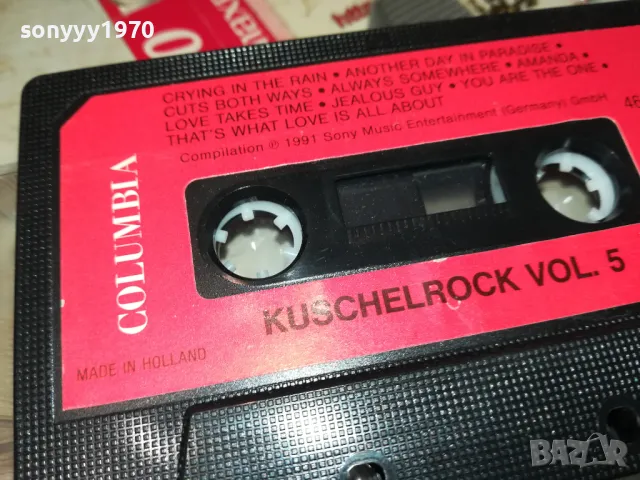 sonyyy1970
CRYING IN THE RAIN • ANOTHER DAY IN PARADISE •
CUTS BOTH WAYS • ALWAYS SOMEWHERE • AMANDA •
LOVE TAKES TIME • JEALOUS GUY • YOU ARE THE ONE •
THAT'S WHAT LOVE IS ALL ABOUT
Compilation ℗ 1991 Sony Music Entertainment (Germany) GmbH
COLUMBIA
KUSCHELROCK VOL. 5
MADE IN HOLLAND
BAZAR